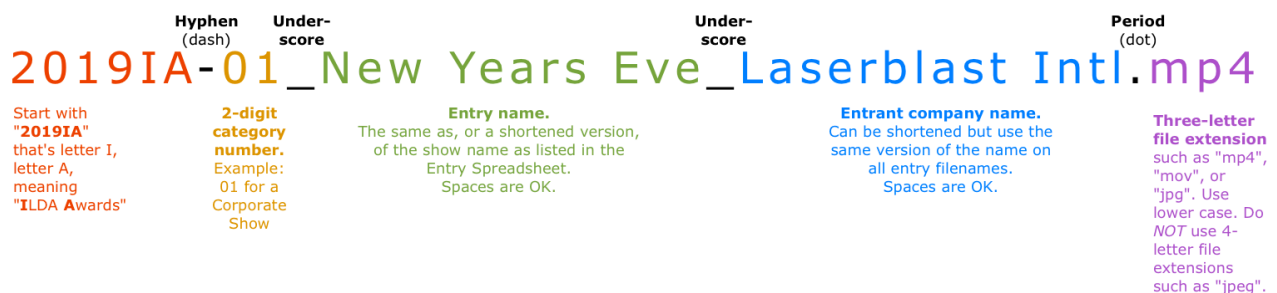 Hyphen
(dash)
Under-
score
Under-
score
Period
(dot)
2019IA-01_New Years Eve_Laserblast Intl.mp4
Start with
"2019IA"
that's letter I,
letter A,
meaning
"ILDA Awards"
2-digit
category
number.
Example:
01 for a
Corporate
Show
Entry name.
The same as, or a shortened version,
of the show name as listed in the
Entry Spreadsheet.
Spaces are OK.
Entrant company name.
Can be shortened but use the
same version of the name on
all entry filenames.
Spaces are OK.
Three-letter
file extension
such as "mp4",
"mov", or
"jpg". Use
lower case. Do
NOT use 4-
letter file
extensions
such as "jpeg".